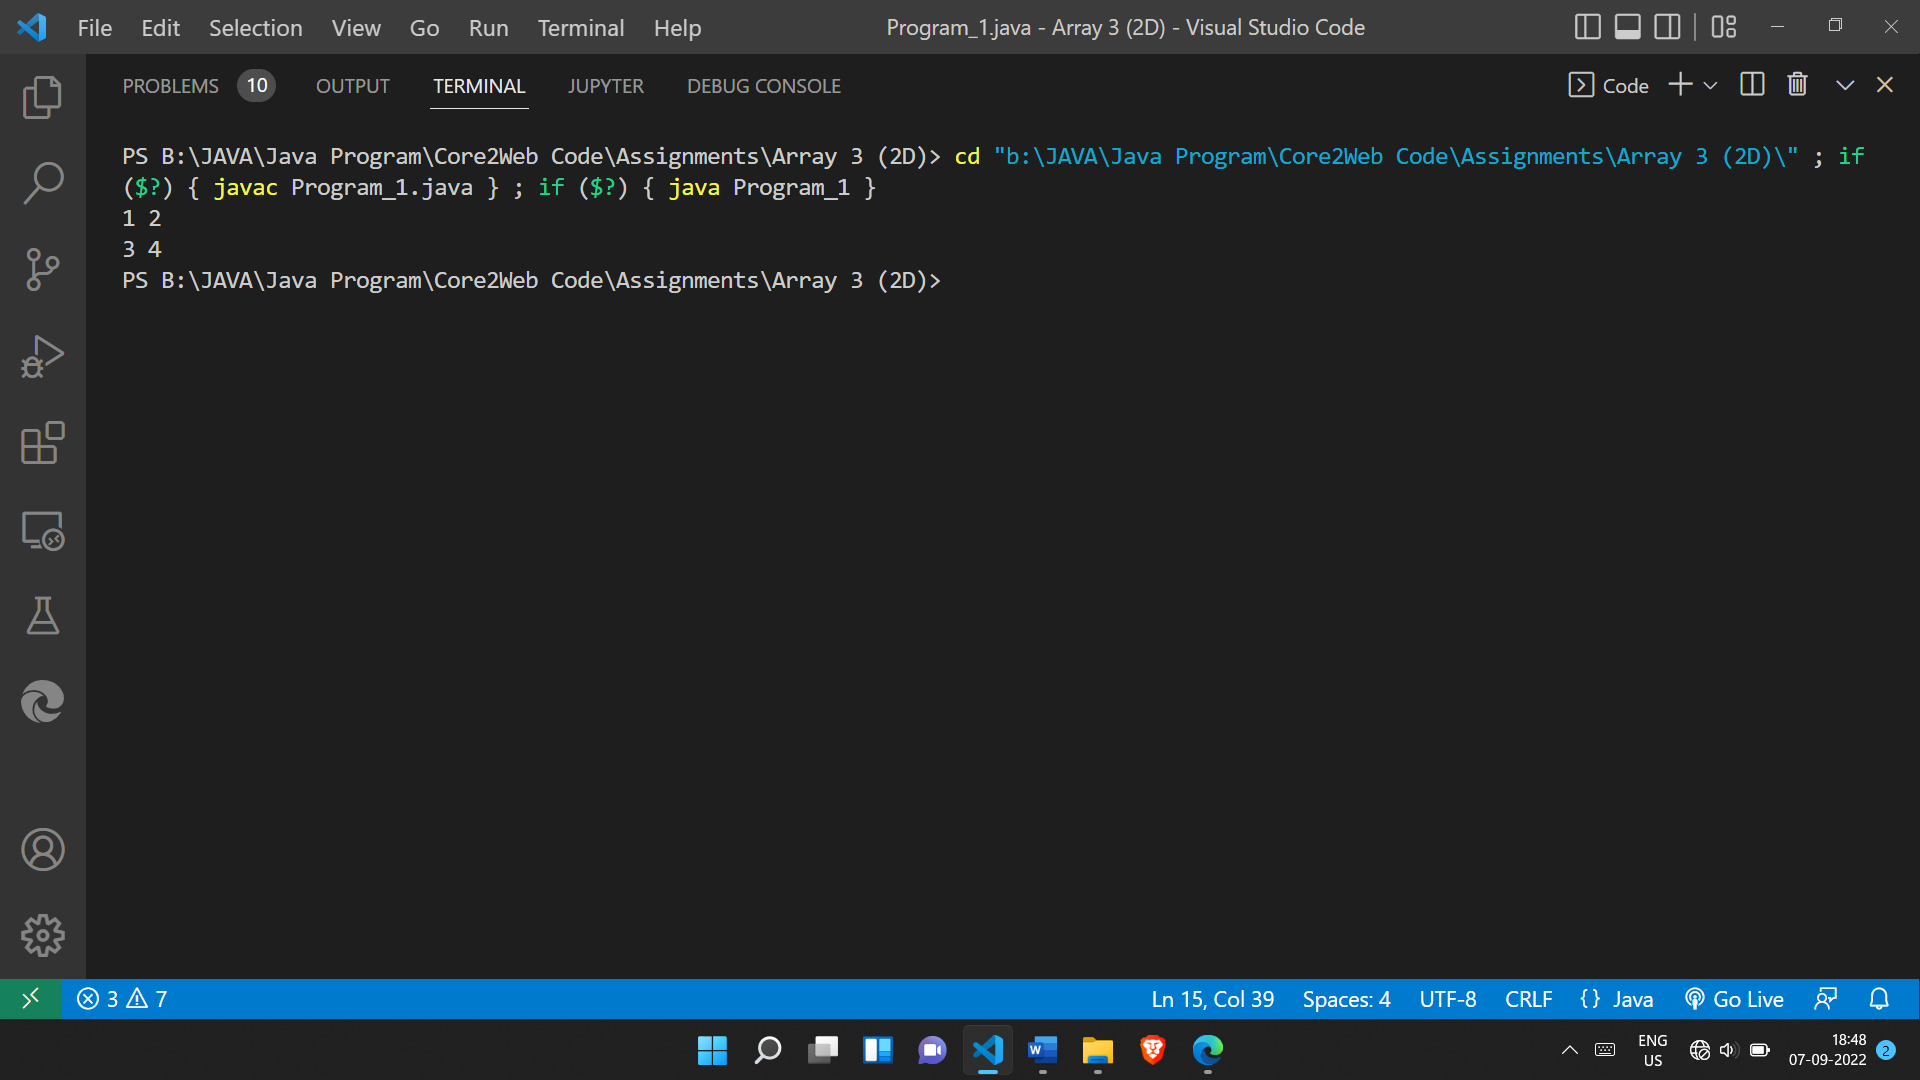 File Edit Selection View Go Run Terminal Help Program_1.java - Array 3 (2D) - Visual Studio Code
PROBLEMS 10 OUTPUT TERMINAL JUPYTER DEBUG CONSOLE Code
PS B:\JAVA\Java Program\Core2Web Code\Assignments\Array 3 (2D)> cd "b:\JAVA\Java Program\Core2Web Code\Assignments\Array 3 (2D)\" ; if
($?) { javac Program_1.java } ; if ($?) { java Program_1 }
1 2
3 4
PS B:\JAVA\Java Program\Core2Web Code\Assignments\Array 3 (2D)>
3 7 Ln 15, Col 39 Spaces: 4 UTF-8 CRLF {} Java Go Live
ENG 18:48
US 07-09-2022 2